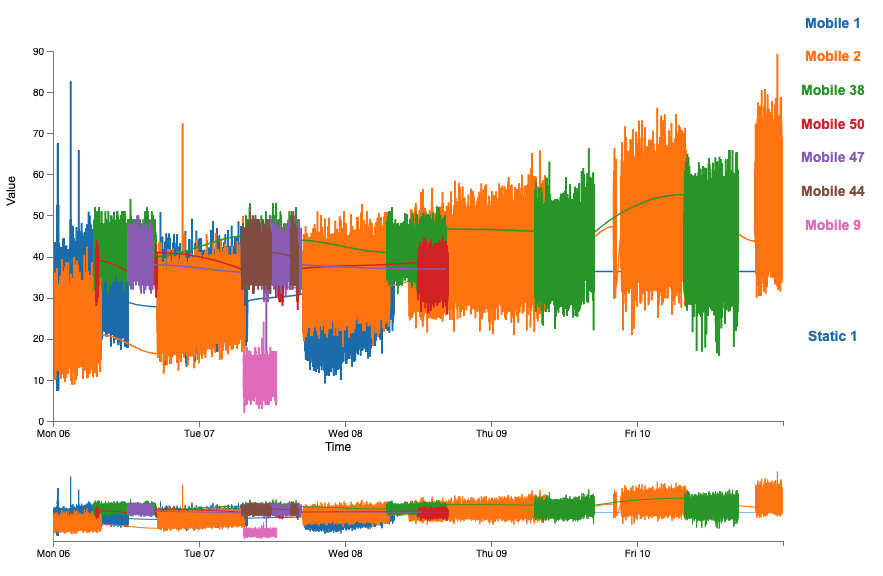 Mobile 1
Mobile 2
Mobile 38
Mobile 50
Mobile 47
Mobile 44
Mobile 9
Static 1
Value
90
80
70
60
50
40
30
20
10
0
Mon 06 Tue 07 Wed 08 Thu 09 Fri 10
Time
Mon 06 Tue 07 Wed 08 Thu 09 Fri 10